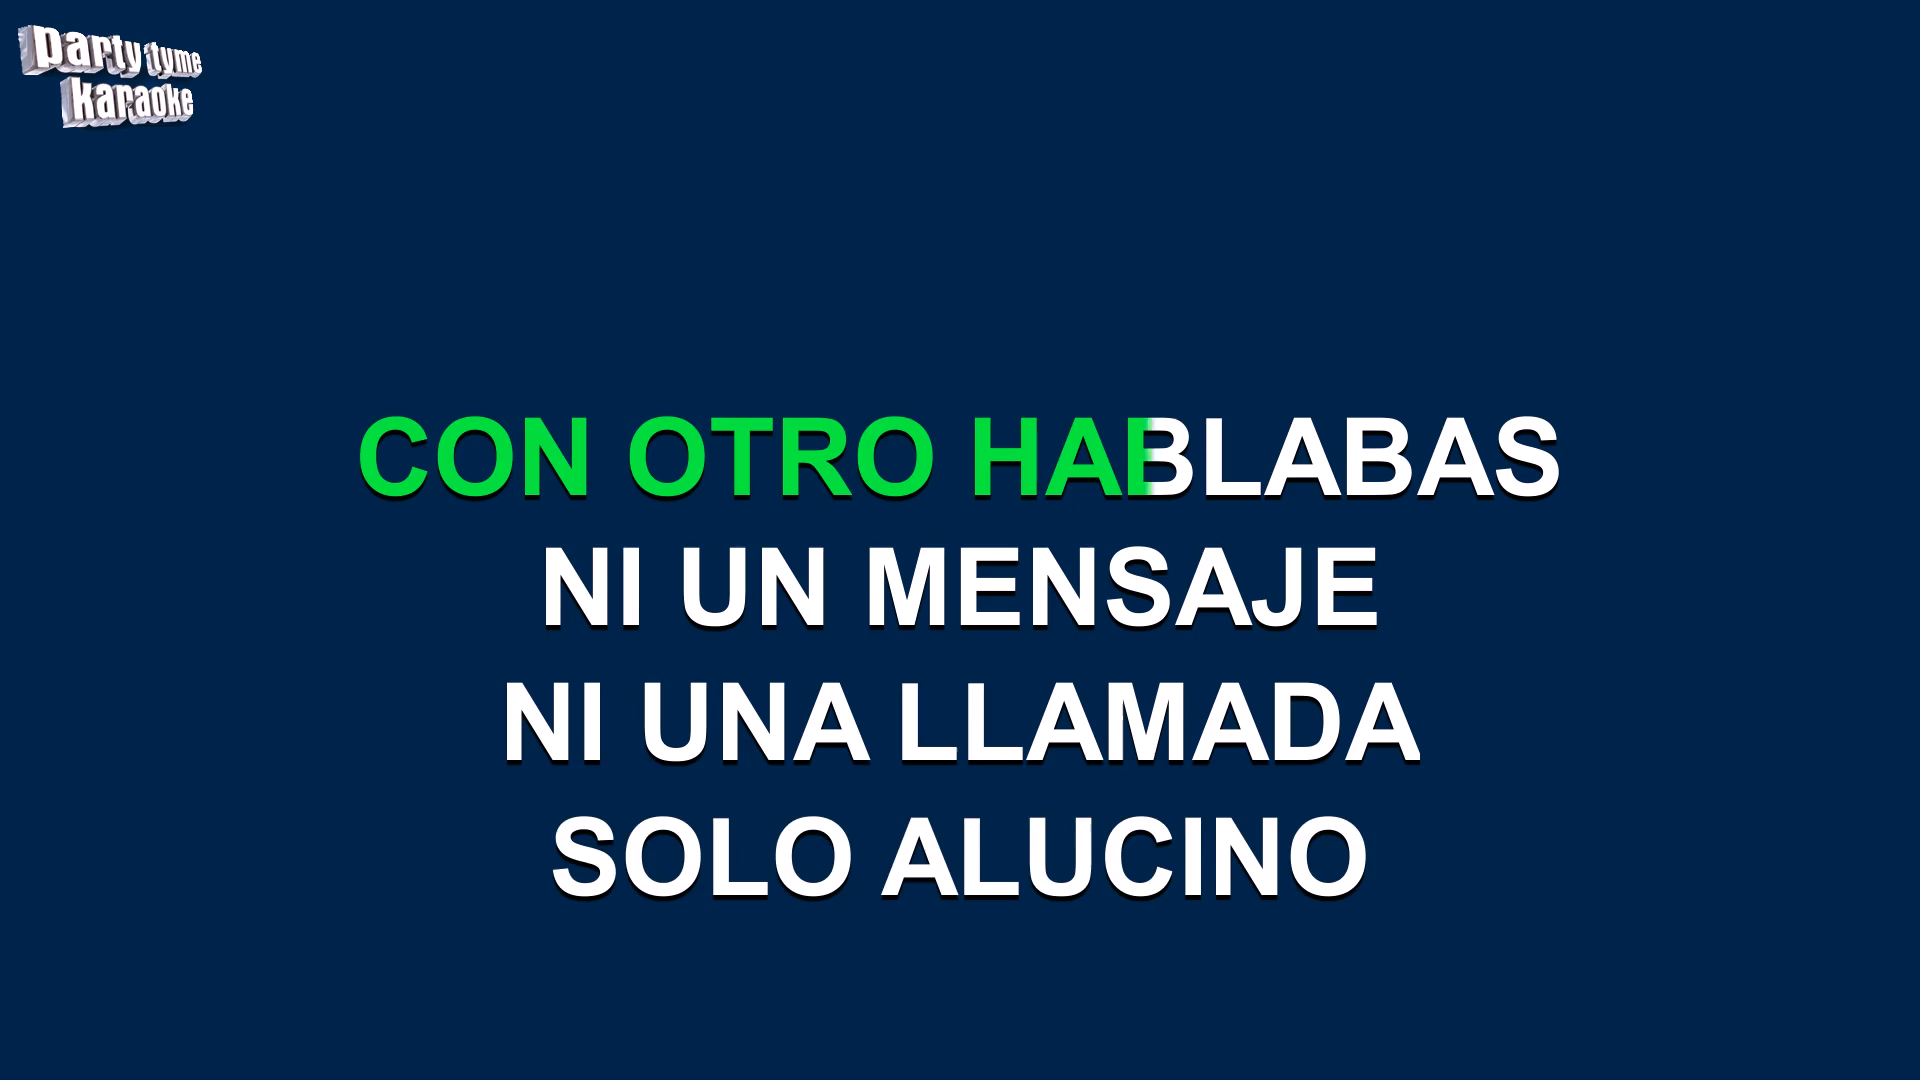 party tyme
karaoke
CON OTRO HABLABAS
NI UN MENSAJE
NI UNA LLAMADA
SOLO ALUCINO